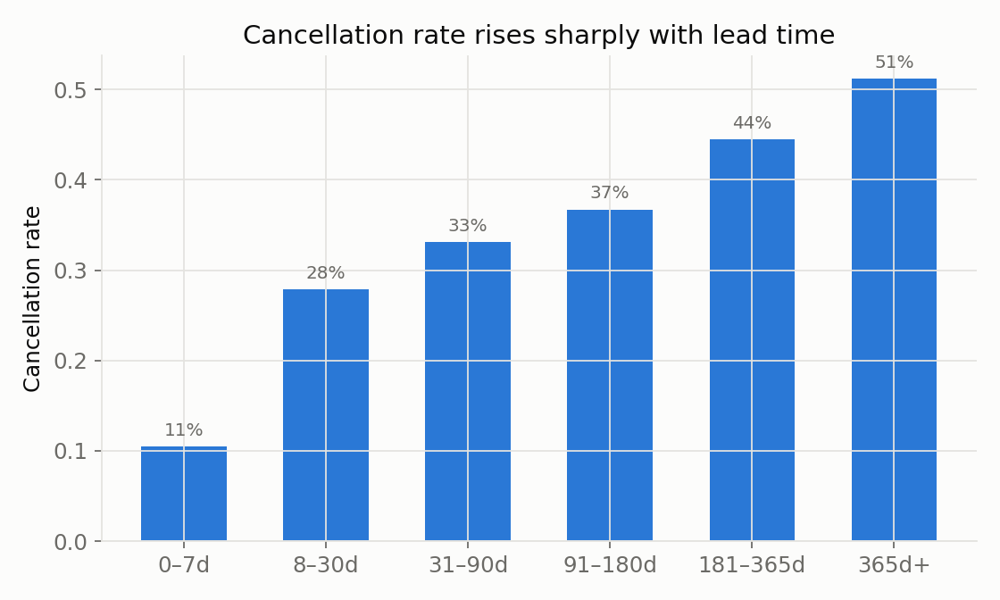 Cancellation rate rises sharply with lead time
Cancellation rate
0.5
0.4
0.3
0.2
0.1
0.0
11%
28%
33%
37%
44%
51%
0–7d
8–30d
31–90d
91–180d
181–365d
365d+